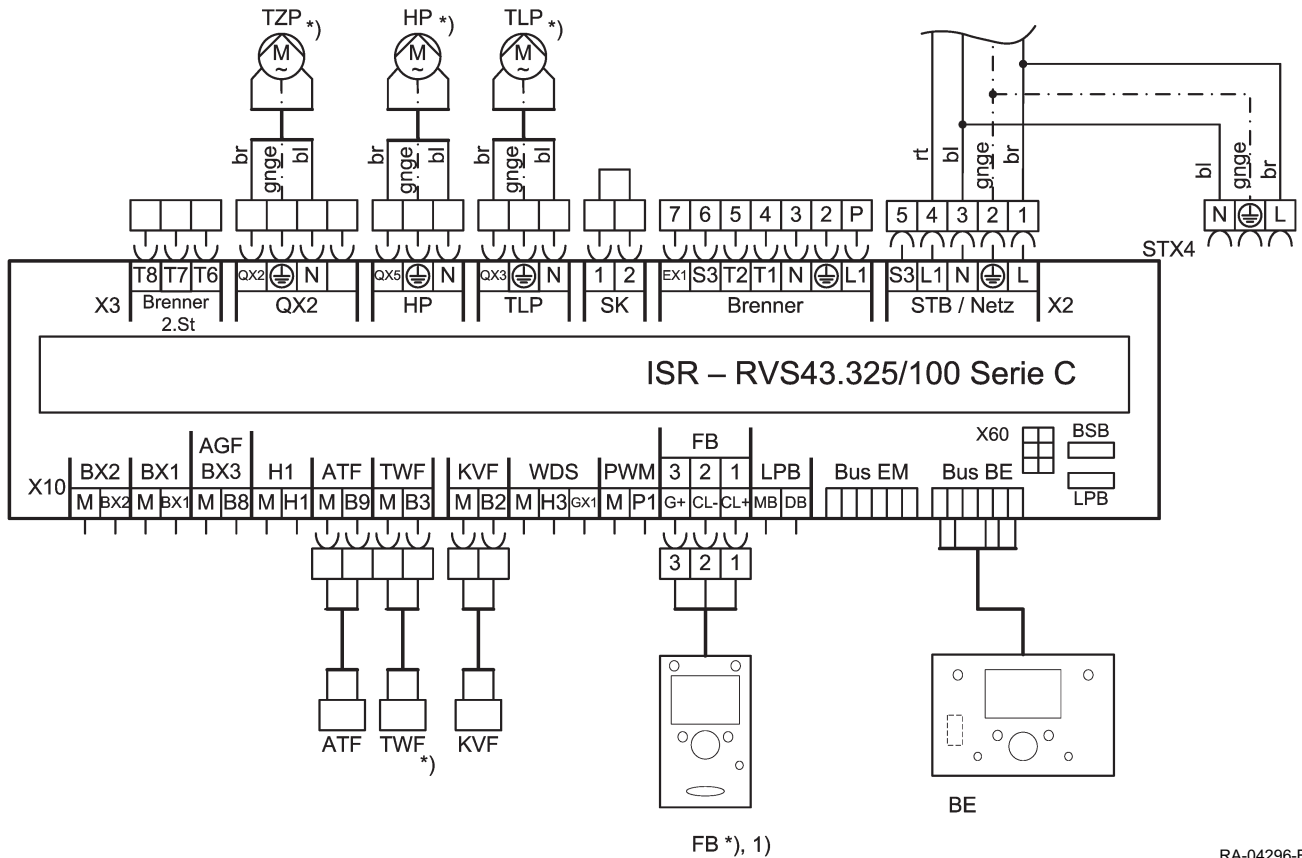 TZP *) HP *) TLP *)
M ~ M ~ M ~
br gnge bl br gnge bl br gnge bl rt bl gnge br bl gnge br
7 6 5 4 3 2 P 5 4 3 2 1 N L
STX4
T8 T7 T6 QX2 N QX5 N QX3 N 1 2 EX1 S3 T2 T1 N L1 S3 L1 N L
X3 Brenner 2.St QX2 HP TLP SK Brenner STB / Netz X2
ISR – RVS43.325/100 Serie C
X60 BSB
LPB
AGF FB
BX2 BX1 BX3 H1 ATF TWF KVF WDS PWM 3 2 1 LPB Bus EM Bus BE
X10 M BX2 M BX1 M B8 M H1 M B9 M B3 M B2 M H3 GX1 M P1 G+ CL- CL+ MB DB
3 2 1
ATF TWF *) KVF
BE
FB *), 1)